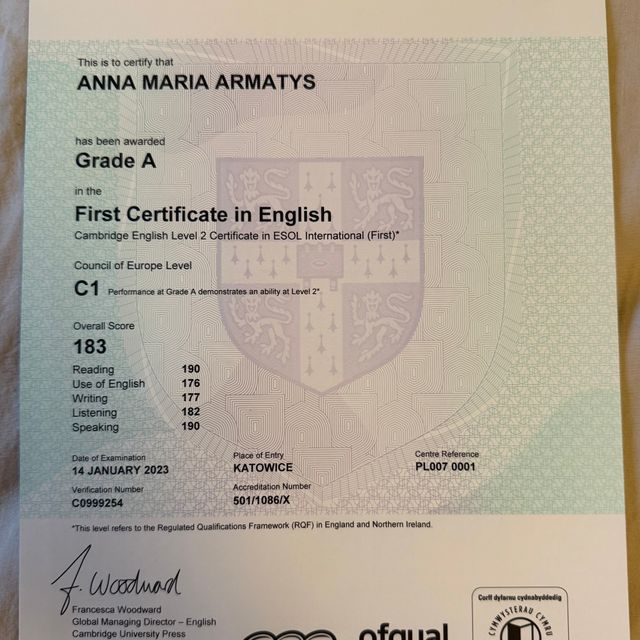 This is to certify that
ANNA MARIA ARMATYS
has been awarded
Grade A
in the
First Certificate in English
Cambridge English Level 2 Certificate in ESOL International (First)*
Council of Europe Level
C1 Performance at Grade A demonstrates an ability at Level 2*
Overall Score
183
Reading 190
Use of English 176
Writing 177
Listening 182
Speaking 190
Date of Examination Place of Entry Centre Reference
14 JANUARY 2023 KATOWICE PL007 0001
Verification Number Accreditation Number
C0999254 501/1086/X
*This level refers to the Regulated Qualifications Framework (RQF) in England and Northern Ireland.
F. Woodward
Francesca Woodward
Global Managing Director – English
Cambridge University Press
ofqual
Corff dyfarnu cydnabyddedig
CYMWYSTERAU CYMRU